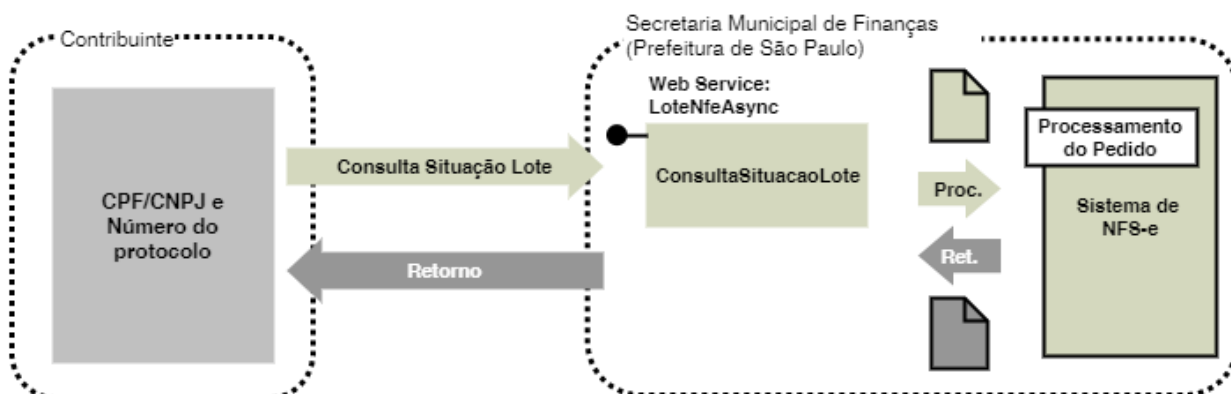 Contribuinte
CPF/CNPJ e
Número do
protocolo
Consulta Situação Lote
Retorno
Secretaria Municipal de Finanças
(Prefeitura de São Paulo)
Web Service:
LoteNfeAsync
ConsultaSituacaoLote
Proc.
Ret.
Processamento
do Pedido
Sistema de
NFS-e